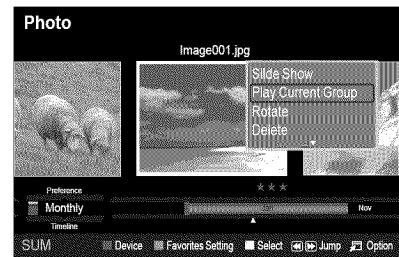 Photo
Image001.jpg
Silde Show
Play Current Group
Rotate
Delete
Preference
Monthly
Nov
Timeline
SUM
Device
Favorites Setting
Select
Jump
Option